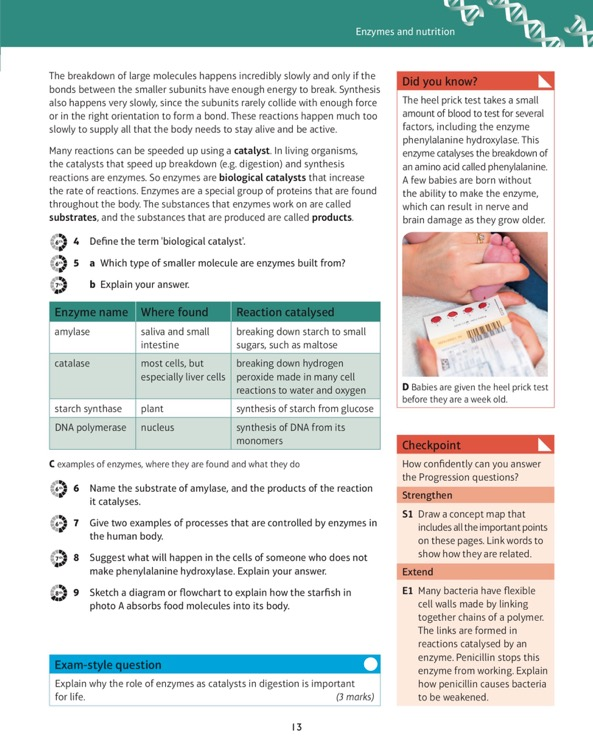 Enzymes and nutrition
The breakdown of large molecules happens incredibly slowly and only if the
bonds between the smaller subunits have enough energy to break. Synthesis
also happens very slowly, since the subunits rarely collide with enough force
or in the right orientation to form a bond. These reactions happen much too
slowly to supply all that the body needs to stay alive and be active.
Many reactions can be speeded up using a catalyst. In living organisms,
the catalysts that speed up breakdown (e.g. digestion) and synthesis
reactions are enzymes. So enzymes are biological catalysts that increase
the rate of reactions. Enzymes are a special group of proteins that are found
throughout the body. The substances that enzymes work on are called
substrates, and the substances that are produced are called products.
4 Define the term 'biological catalyst'.
5 a Which type of smaller molecule are enzymes built from?
b Explain your answer.
Enzyme name Where found Reaction catalysed
amylase saliva and small breaking down starch to small
intestine sugars, such as maltose
catalase most cells, but breaking down hydrogen
especially liver cells peroxide made in many cell
reactions to water and oxygen
starch synthase plant synthesis of starch from glucose
DNA polymerase nucleus synthesis of DNA from its
monomers
C examples of enzymes, where they are found and what they do
6 Name the substrate of amylase, and the products of the reaction
it catalyses.
7 Give two examples of processes that are controlled by enzymes in
the human body.
8 Suggest what will happen in the cells of someone who does not
make phenylalanine hydroxylase. Explain your answer.
9 Sketch a diagram or flowchart to explain how the starfish in
photo A absorbs food molecules into its body.
Exam-style question
Explain why the role of enzymes as catalysts in digestion is important
for life. (3 marks)
Did you know?
The heel prick test takes a small
amount of blood to test for several
factors, including the enzyme
phenylalanine hydroxylase. This
enzyme catalyses the breakdown of
an amino acid called phenylalanine.
A few babies are born without
the ability to make the enzyme,
which can result in nerve and
brain damage as they grow older.
D Babies are given the heel prick test
before they are a week old.
Checkpoint
How confidently can you answer
the Progression questions?
Strengthen
S1 Draw a concept map that
includes all the important points
on these pages. Link words to
show how they are related.
Extend
E1 Many bacteria have flexible
cell walls made by linking
together chains of a polymer.
The links are formed in
reactions catalysed by an
enzyme. Penicillin stops this
enzyme from working. Explain
how penicillin causes bacteria
to be weakened.
13